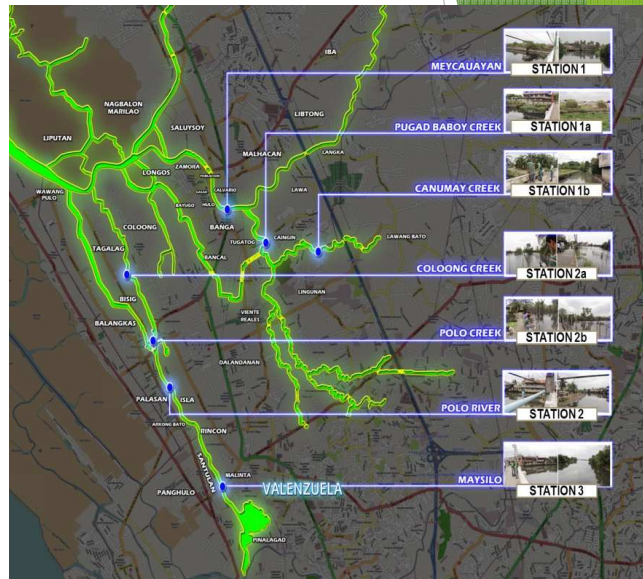 IBA
MEYCAUAYAN
STATION 1
NAGBALON
MARILAO
LIBTONG
PUGAD BABOY CREEK
STATION 1a
SALUYSOY
LIPUTAN
MALHACAN
LANGKA
ZAMORA
LONGOS
CANUMAY CREEK
STATION 1b
WAWANG
PULO
CALVARIO
LAWA
BAYUGO
HULO
COLOONG
BANGA
TUGATOG
CAINGIN
LAWANG BATO
TAGALAG
BANCAL
COLOONG CREEK
STATION 2a
LINGUNAN
BISIG
VIENTE
REALES
BALANGKAS
POLO CREEK
STATION 2b
DALANDANAN
PALASAN
ISLA
POLO RIVER
STATION 2
ARKONG BATO
RINCON
SANTULAN
MALINTA
VALENZUELA
MAYSILO
STATION 3
PANGHULO
PINALAGAD